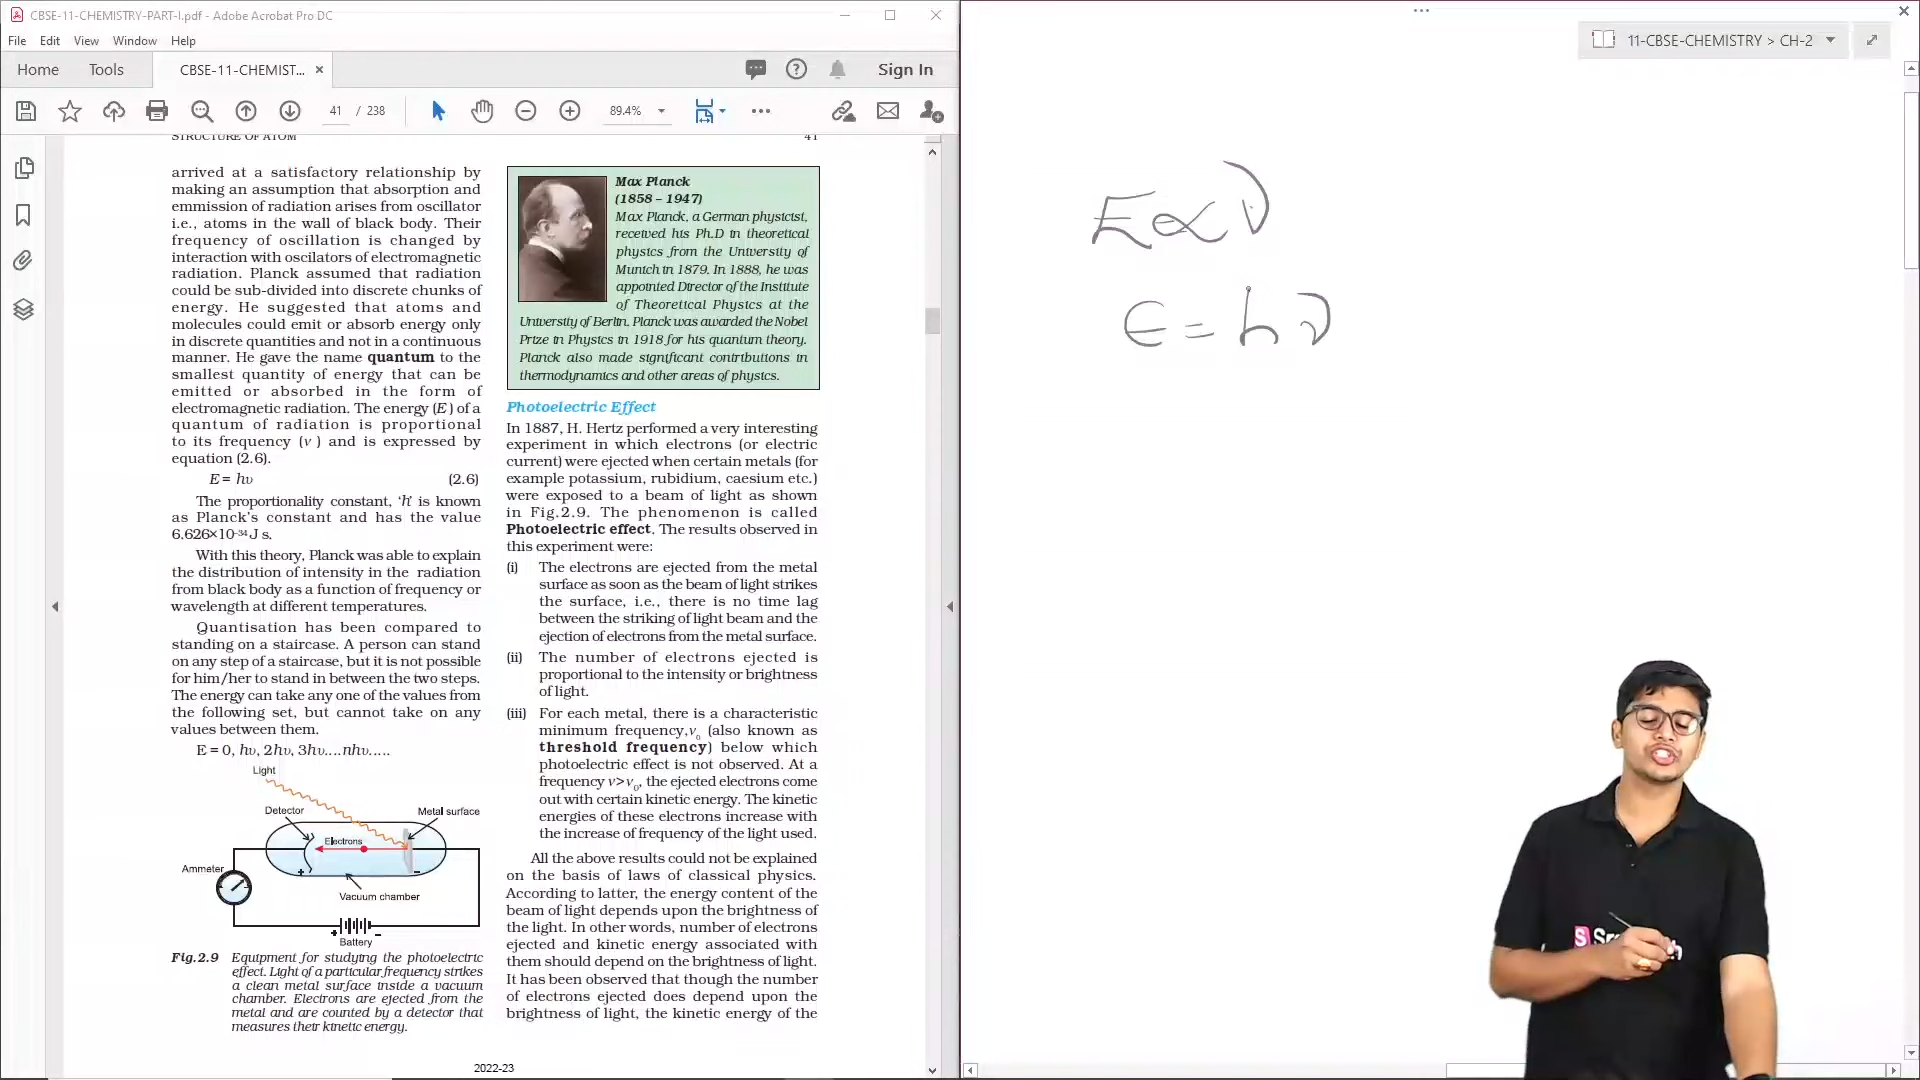 CBSE-11-CHEMISTRY-PART-I.pdf - Adobe Acrobat Pro DC
File Edit View Window Help
Home Tools CBSE-11-CHEMIST... × Sign In
41 / 238 89.4%
STRUCTURE OF ATOM 41
arrived at a satisfactory relationship by
making an assumption that absorption and
emmission of radiation arises from oscillator
i.e., atoms in the wall of black body. Their
frequency of oscillation is changed by
interaction with oscilators of electromagnetic
radiation. Planck assumed that radiation
could be sub-divided into discrete chunks of
energy. He suggested that atoms and
molecules could emit or absorb energy only
in discrete quantities and not in a continuous
manner. He gave the name quantum to the
smallest quantity of energy that can be
emitted or absorbed in the form of
electromagnetic radiation. The energy (E) of a
quantum of radiation is proportional
to its frequency (ν) and is expressed by
equation (2.6).
E = hυ (2.6)
The proportionality constant, 'h' is known
as Planck's constant and has the value
6.626×10⁻³⁴ J s.
With this theory, Planck was able to explain
the distribution of intensity in the radiation
from black body as a function of frequency or
wavelength at different temperatures.
Quantisation has been compared to
standing on a staircase. A person can stand
on any step of a staircase, but it is not possible
for him/her to stand in between the two steps.
The energy can take any one of the values from
the following set, but cannot take on any
values between them.
E = 0, hυ, 2hυ, 3hυ....nhυ.....
Light
Detector
Metal surface
Electrons
Ammeter
+ −
Vacuum chamber
+ −
Battery
Fig.2.9 Equipment for studying the photoelectric
effect. Light of a particular frequency strikes
a clean metal surface inside a vacuum
chamber. Electrons are ejected from the
metal and are counted by a detector that
measures their kinetic energy.
Max Planck
(1858 – 1947)
Max Planck, a German physicist,
received his Ph.D in theoretical
physics from the University of
Munich in 1879. In 1888, he was
appointed Director of the Institute
of Theoretical Physics at the
University of Berlin. Planck was awarded the Nobel
Prize in Physics in 1918 for his quantum theory.
Planck also made significant contributions in
thermodynamics and other areas of physics.
Photoelectric Effect
In 1887, H. Hertz performed a very interesting
experiment in which electrons (or electric
current) were ejected when certain metals (for
example potassium, rubidium, caesium etc.)
were exposed to a beam of light as shown
in Fig.2.9. The phenomenon is called
Photoelectric effect. The results observed in
this experiment were:
(i) The electrons are ejected from the metal
surface as soon as the beam of light strikes
the surface, i.e., there is no time lag
between the striking of light beam and the
ejection of electrons from the metal surface.
(ii) The number of electrons ejected is
proportional to the intensity or brightness
of light.
(iii) For each metal, there is a characteristic
minimum frequency,ν₀ (also known as
threshold frequency) below which
photoelectric effect is not observed. At a
frequency ν>ν₀, the ejected electrons come
out with certain kinetic energy. The kinetic
energies of these electrons increase with
the increase of frequency of the light used.
All the above results could not be explained
on the basis of laws of classical physics.
According to latter, the energy content of the
beam of light depends upon the brightness of
the light. In other words, number of electrons
ejected and kinetic energy associated with
them should depend on the brightness of light.
It has been observed that though the number
of electrons ejected does depend upon the
brightness of light, the kinetic energy of the
2022-23
11-CBSE-CHEMISTRY > CH-2
E ∝ ν
E = h ν